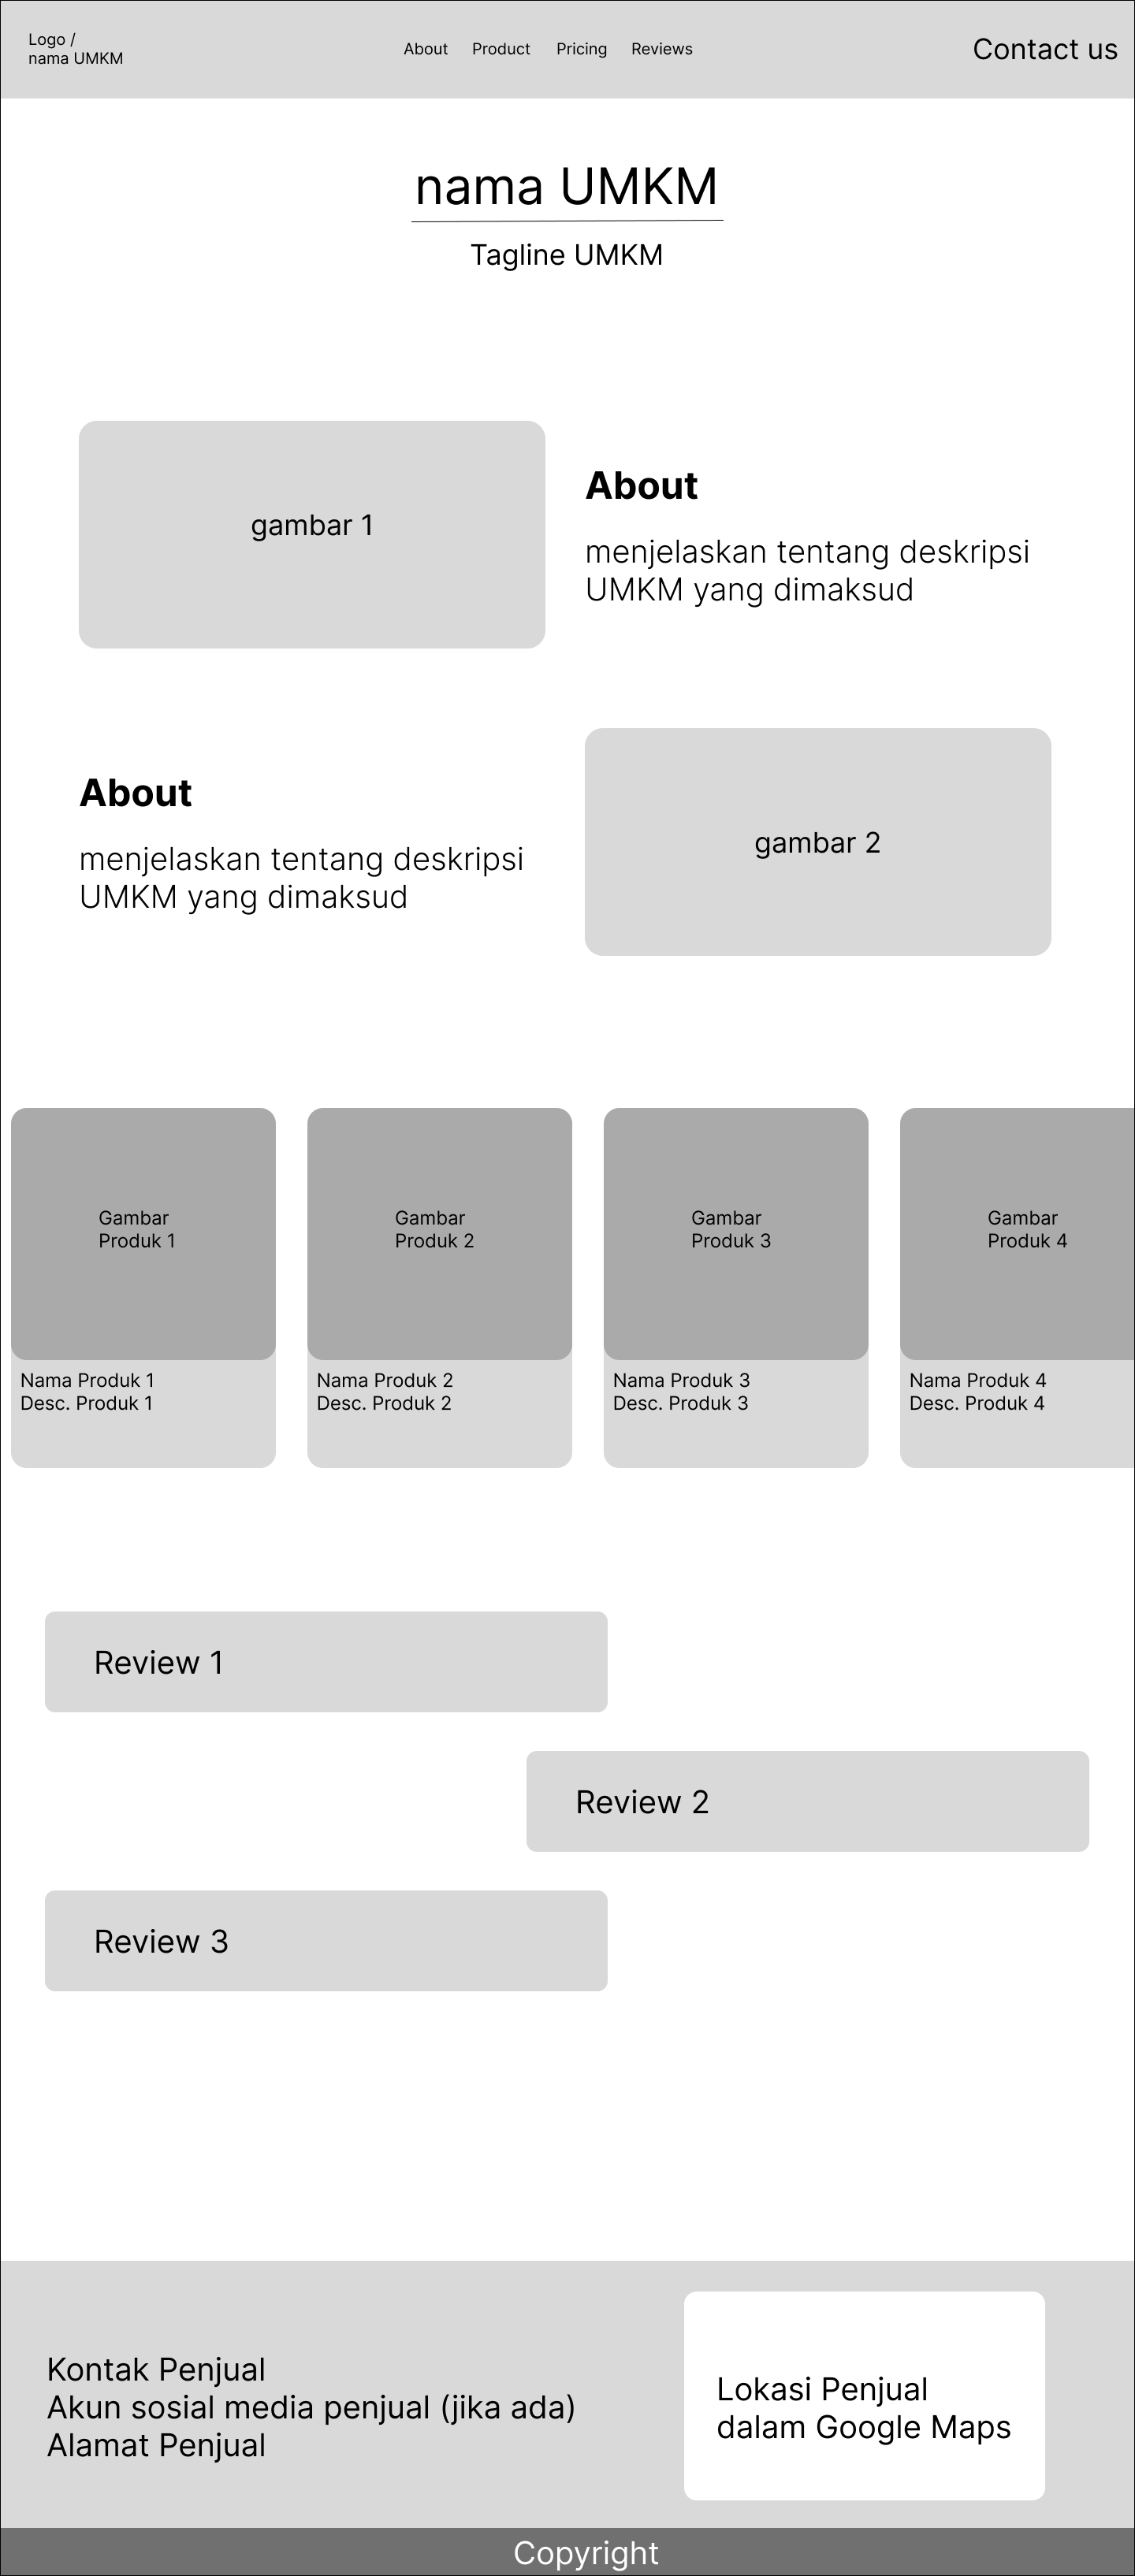 Logo /
nama UMKM
About Product Pricing Reviews
Contact us
nama UMKM
Tagline UMKM
gambar 1
About
menjelaskan tentang deskripsi
UMKM yang dimaksud
About
menjelaskan tentang deskripsi
UMKM yang dimaksud
gambar 2
Gambar
Produk 1
Nama Produk 1
Desc. Produk 1
Gambar
Produk 2
Nama Produk 2
Desc. Produk 2
Gambar
Produk 3
Nama Produk 3
Desc. Produk 3
Gambar
Produk 4
Nama Produk 4
Desc. Produk 4
Review 1
Review 2
Review 3
Kontak Penjual
Akun sosial media penjual (jika ada)
Alamat Penjual
Lokasi Penjual
dalam Google Maps
Copyright